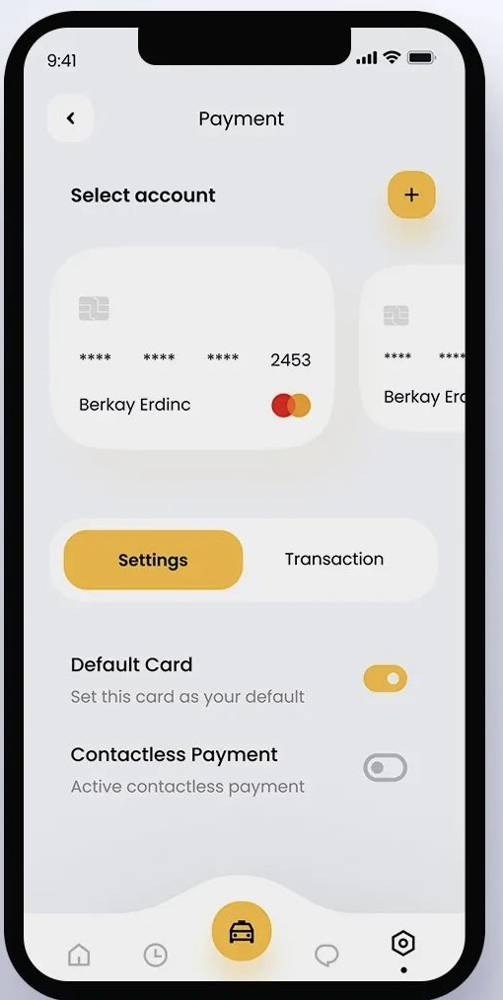 9:41
Payment
Select account
+
**** **** **** 2453
Berkay Erdinc
**** ****
Berkay Erd
Settings Transaction
Default Card
Set this card as your default
Contactless Payment
Active contactless payment